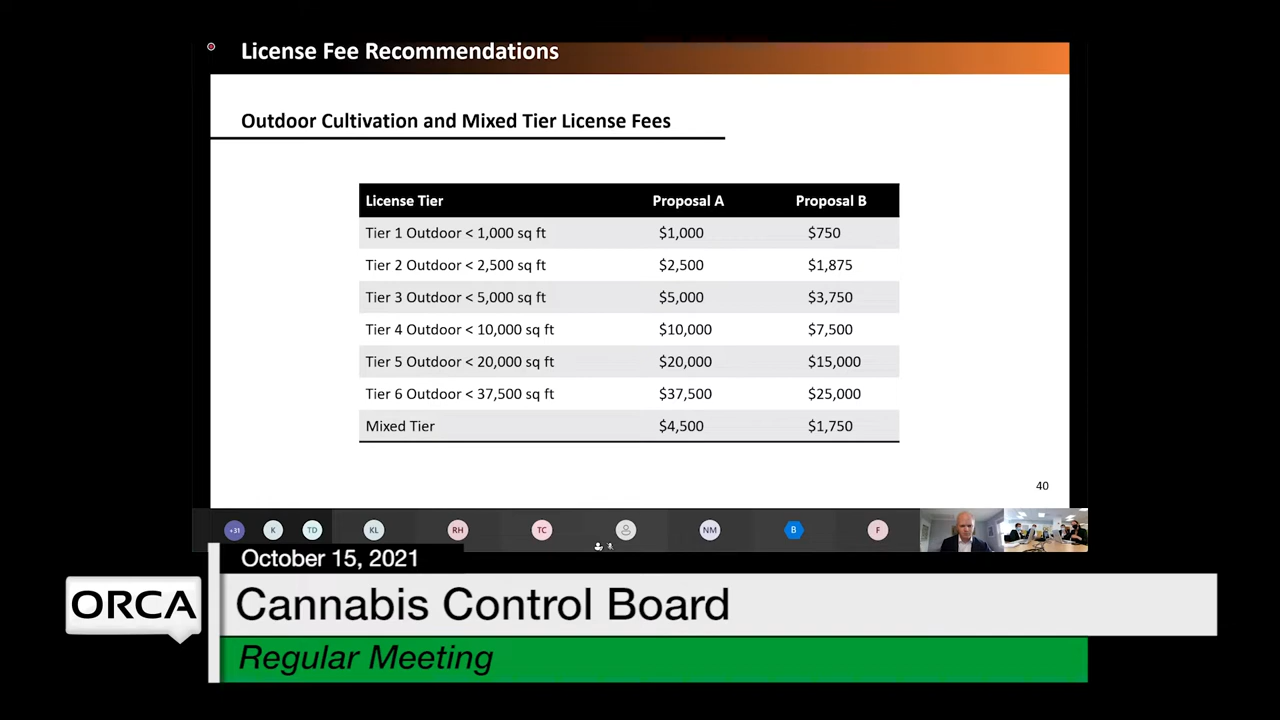 License Fee Recommendations
Outdoor Cultivation and Mixed Tier License Fees
License Tier Proposal A Proposal B
Tier 1 Outdoor < 1,000 sq ft $1,000 $750
Tier 2 Outdoor < 2,500 sq ft $2,500 $1,875
Tier 3 Outdoor < 5,000 sq ft $5,000 $3,750
Tier 4 Outdoor < 10,000 sq ft $10,000 $7,500
Tier 5 Outdoor < 20,000 sq ft $20,000 $15,000
Tier 6 Outdoor < 37,500 sq ft $37,500 $25,000
Mixed Tier $4,500 $1,750
40
+31 K TD KL RH TC NM B F
October 15, 2021
ORCA
Cannabis Control Board
Regular Meeting